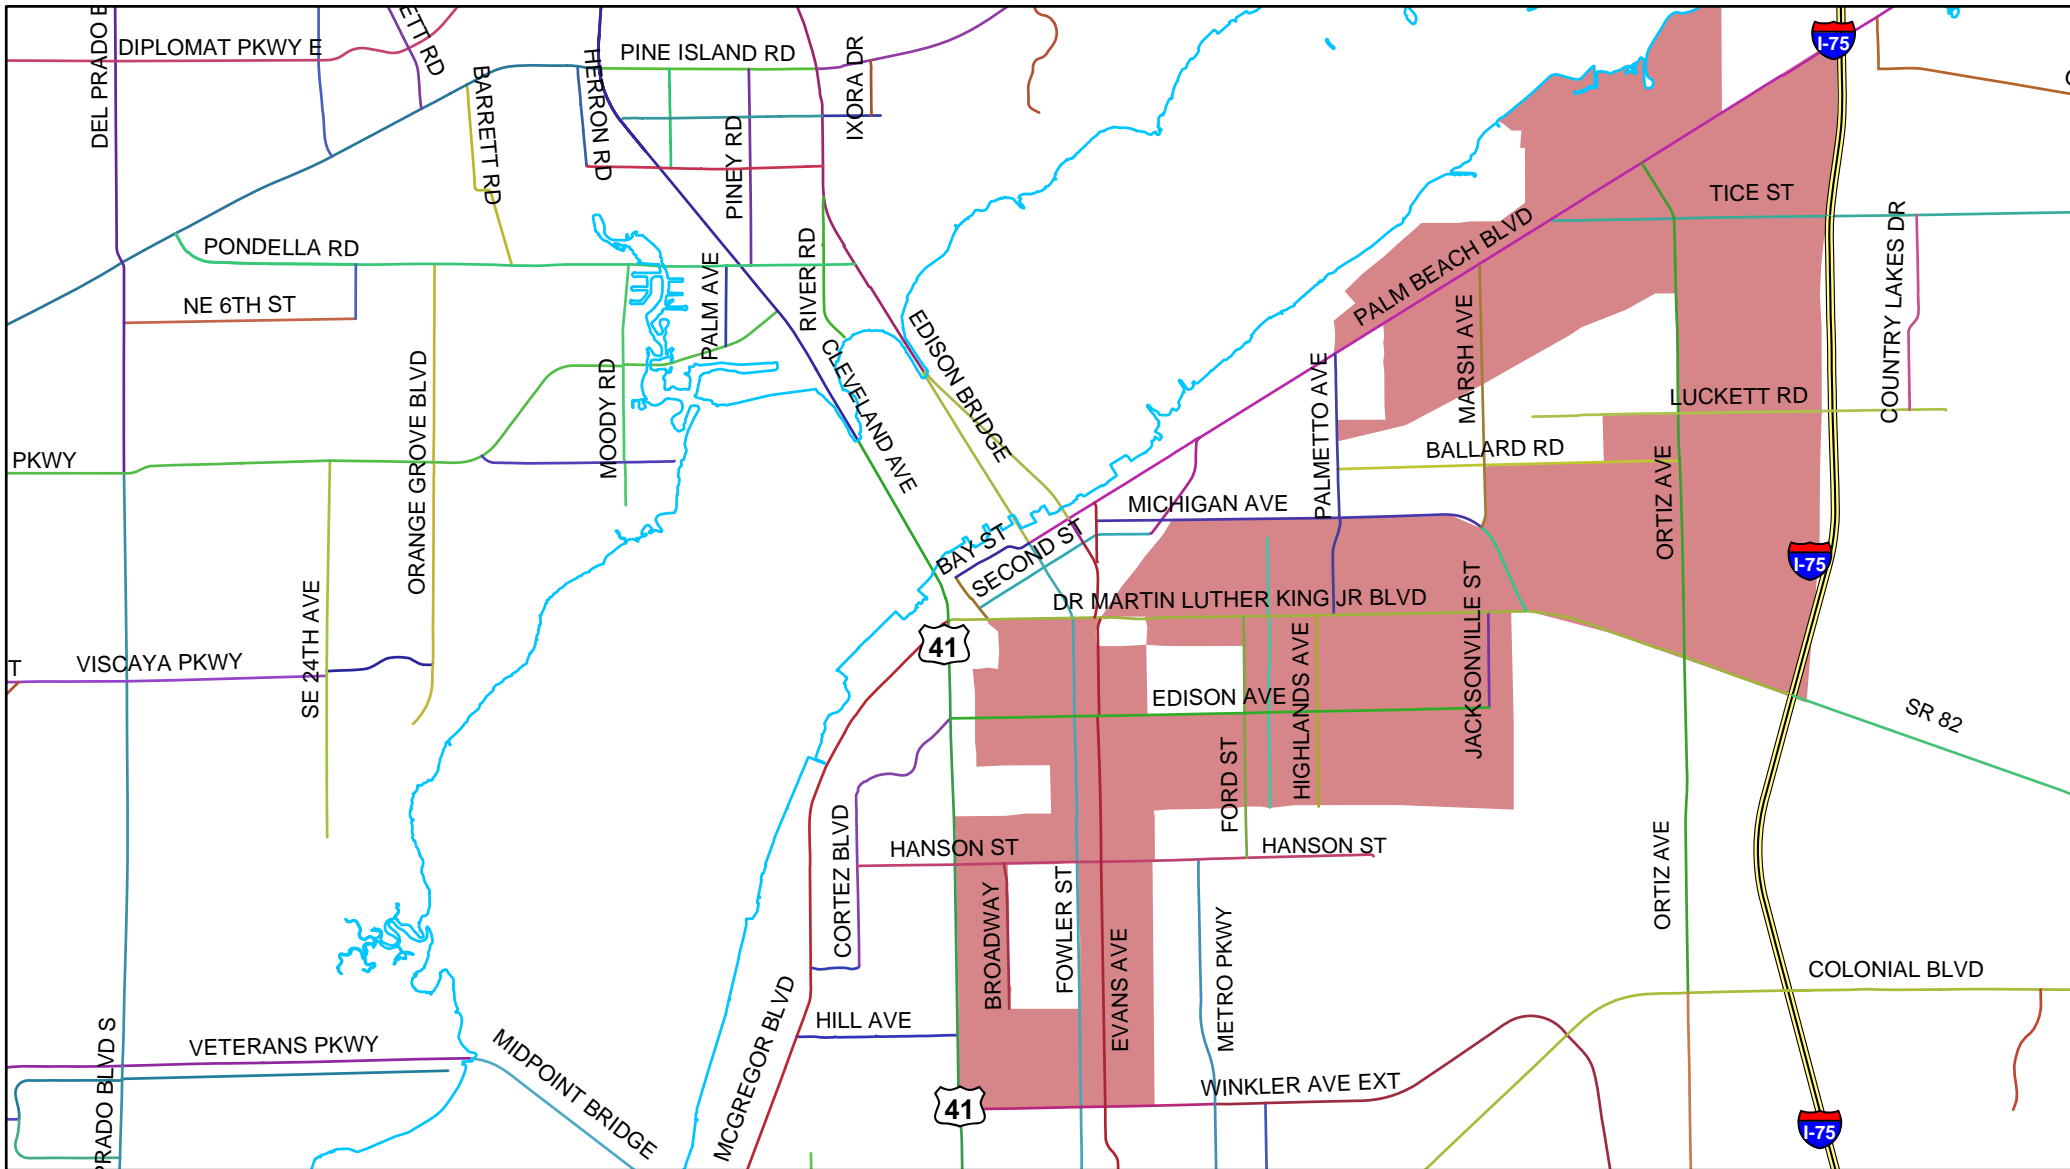 DIPLOMAT PKWY E
DEL PRADO B
ETT RD
BARRETT RD
HERRON RD
PINE ISLAND RD
PINEY RD
IXORA DR
I-75
TICE ST
COUNTRY LAKES DR
PONDELLA RD
NE 6TH ST
PALM AVE
RIVER RD
PALM BEACH BLVD
MARSH AVE
ORANGE GROVE BLVD
MOODY RD
CLEVELAND AVE
EDISON BRIDGE
PALMETTO AVE
LUCKETT RD
BALLARD RD
PKWY
MICHIGAN AVE
ORTIZ AVE
I-75
BAY ST
SECOND ST
DR MARTIN LUTHER KING JR BLVD
JACKSONVILLE ST
SE 24TH AVE
41
T
VISCAYA PKWY
EDISON AVE
HIGHLANDS AVE
FORD ST
SR 82
CORTEZ BLVD
HANSON ST
HANSON ST
BROADWAY
FOWLER ST
EVANS AVE
METRO PKWY
ORTIZ AVE
COLONIAL BLVD
MCGREGOR BLVD
HILL AVE
PRADO BLVD S
VETERANS PKWY
MIDPOINT BRIDGE
41
WINKLER AVE EXT
I-75